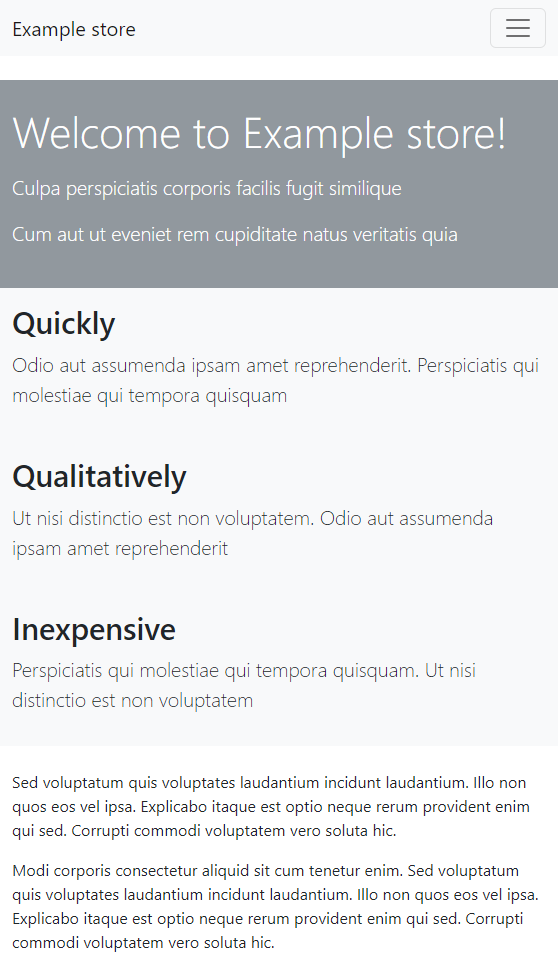 Example store
Welcome to Example store!
Culpa perspiciatis corporis facilis fugit similique
Cum aut ut eveniet rem cupiditate natus veritatis quia
Quickly
Odio aut assumenda ipsam amet reprehenderit. Perspiciatis qui
molestiae qui tempora quisquam
Qualitatively
Ut nisi distinctio est non voluptatem. Odio aut assumenda
ipsam amet reprehenderit
Inexpensive
Perspiciatis qui molestiae qui tempora quisquam. Ut nisi
distinctio est non voluptatem
Sed voluptatum quis voluptates laudantium incidunt laudantium. Illo non
quos eos vel ipsa. Explicabo itaque est optio neque rerum provident enim
qui sed. Corrupti commodi voluptatem vero soluta hic.
Modi corporis consectetur aliquid sit cum tenetur enim. Sed voluptatum
quis voluptates laudantium incidunt laudantium. Illo non quos eos vel ipsa.
Explicabo itaque est optio neque rerum provident enim qui sed. Corrupti
commodi voluptatem vero soluta hic.